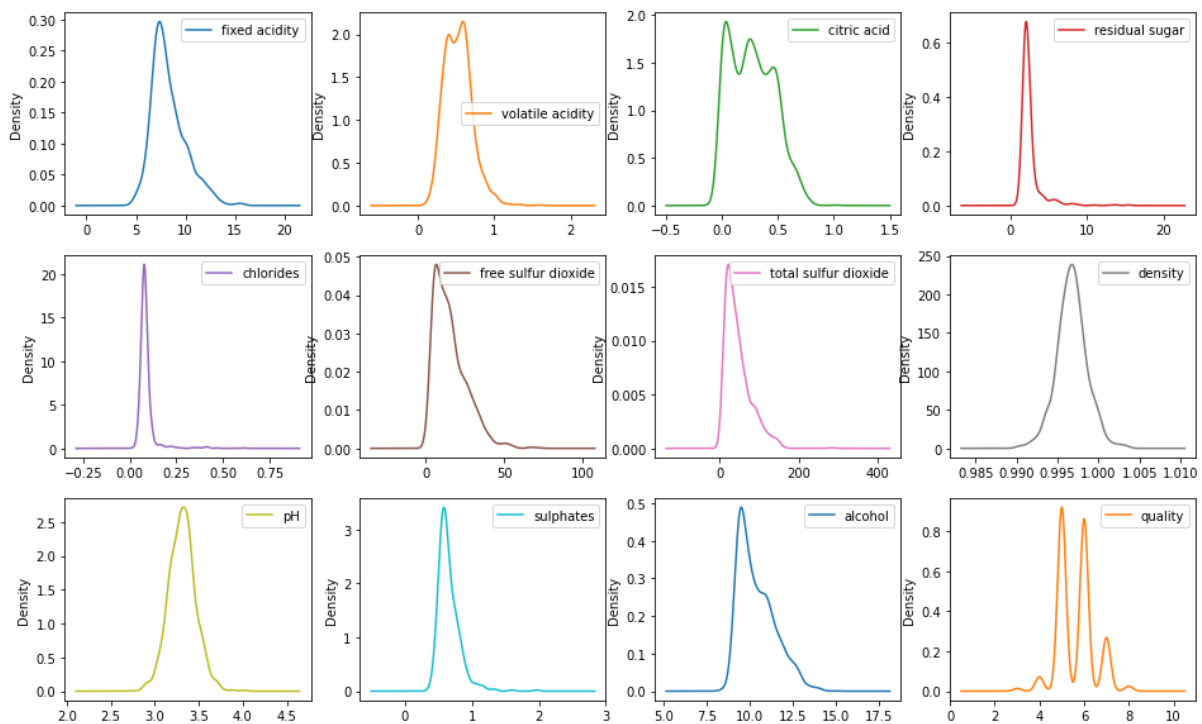 fixed acidity
Density
0.30
0.25
0.20
0.15
0.10
0.05
0.00
0 5 10 15 20
volatile acidity
Density
2.0
1.5
1.0
0.5
0.0
0 1 2
citric acid
Density
2.0
1.5
1.0
0.5
0.0
−0.5 0.0 0.5 1.0 1.5
residual sugar
Density
0.6
0.4
0.2
0.0
0 10 20
chlorides
Density
20
15
10
5
0
−0.25 0.00 0.25 0.50 0.75
free sulfur dioxide
Density
0.05
0.04
0.03
0.02
0.01
0.00
0 50 100
total sulfur dioxide
Density
0.015
0.010
0.005
0.000
0 200 400
density
Density
250
200
150
100
50
0
0.985 0.990 0.995 1.000 1.005 1.010
pH
Density
2.5
2.0
1.5
1.0
0.5
0.0
2.0 2.5 3.0 3.5 4.0 4.5
sulphates
Density
3
2
1
0
0 1 2 3
alcohol
Density
0.5
0.4
0.3
0.2
0.1
0.0
5.0 7.5 10.0 12.5 15.0 17.5
quality
Density
0.8
0.6
0.4
0.2
0.0
0 2 4 6 8 10